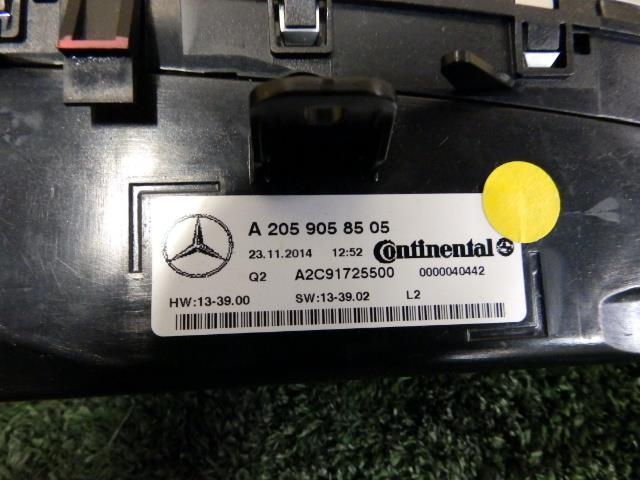 A 205 905 85 05
23.11.2014 12:52 Continental
Q2 A2C91725500 0000040442
HW:13-39.00 SW:13-39.02 L2